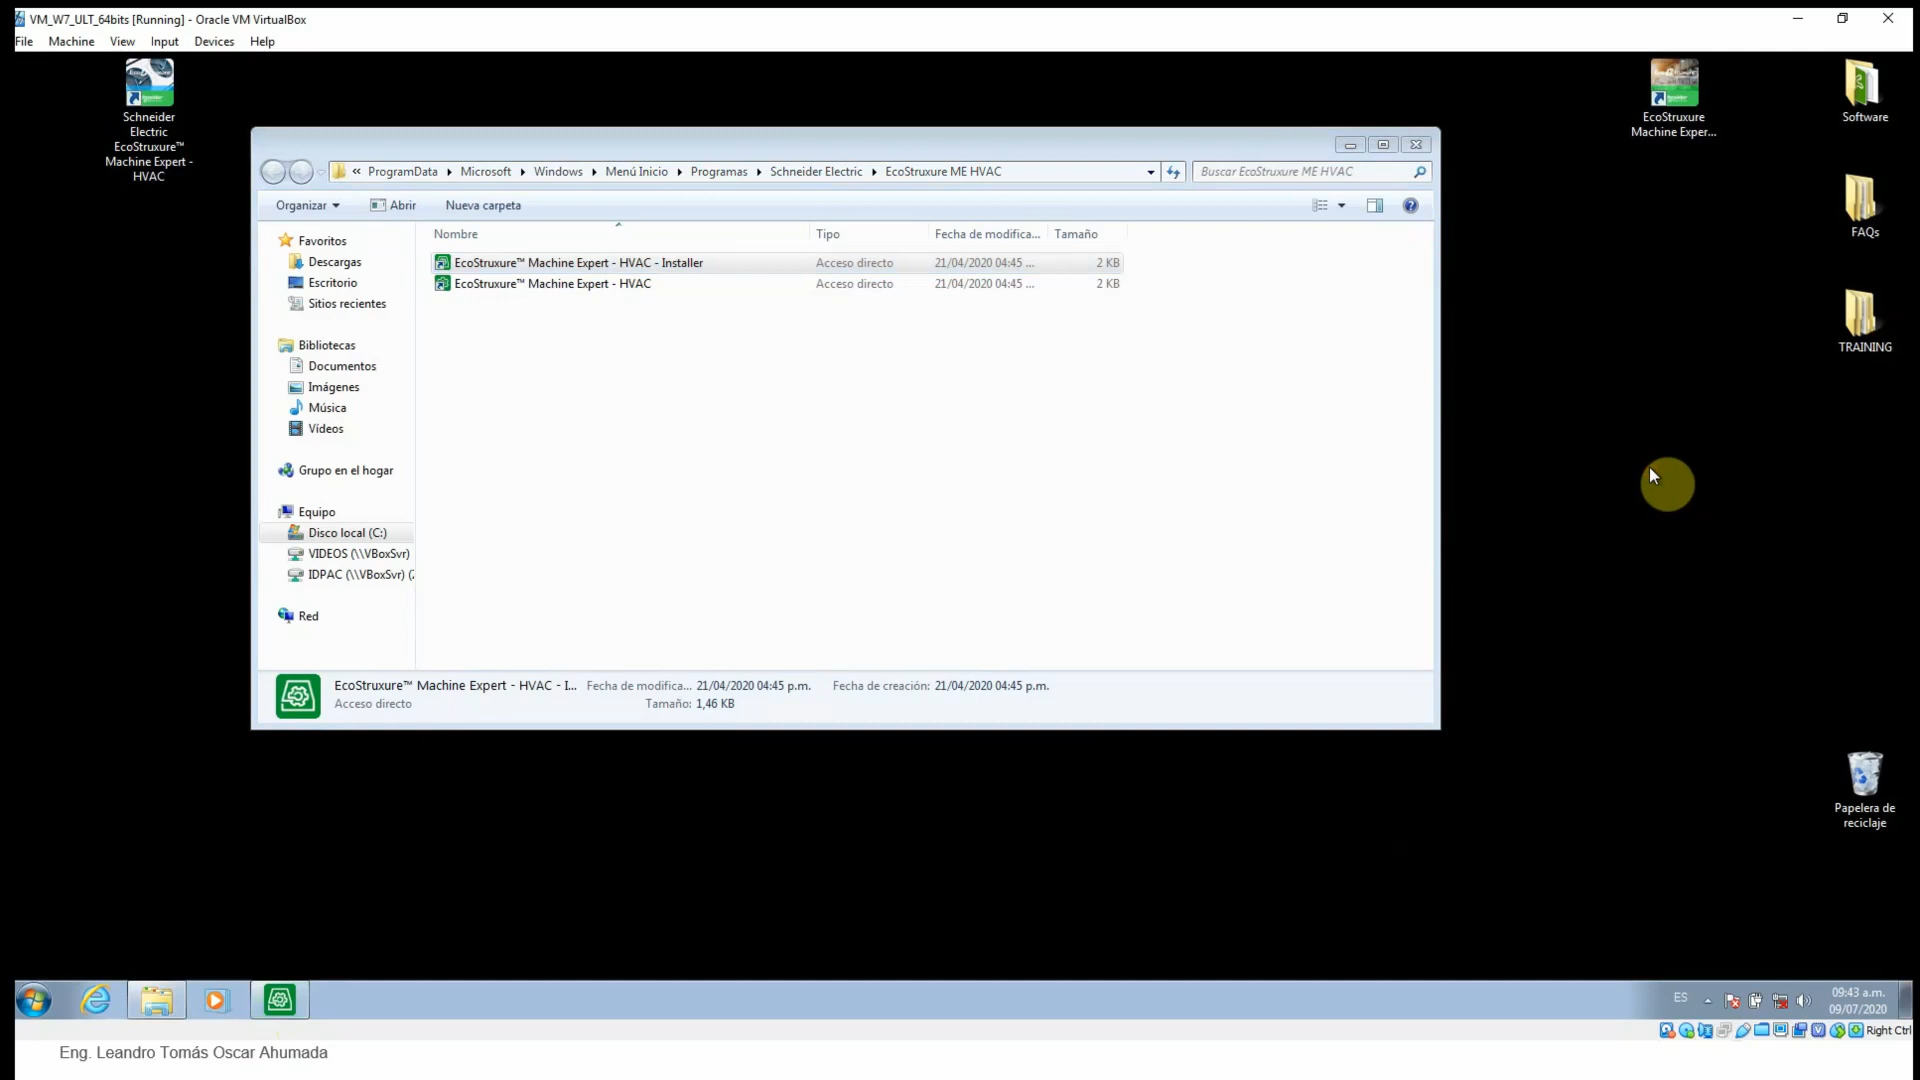 VM_W7_ULT_64bits [Running] - Oracle VM VirtualBox
File Machine View Input Devices Help
Schneider
Electric
EcoStruxure™
Machine Expert -
HVAC
EcoStruxure
Machine Exper...
Software
FAQs
TRAINING
Papelera de
reciclaje
« ProgramData Microsoft Windows Menú Inicio Programas Schneider Electric EcoStruxure ME HVAC
Buscar EcoStruxure ME HVAC
Organizar Abrir Nueva carpeta
Favoritos
Descargas
Escritorio
Sitios recientes
Bibliotecas
Documentos
Imágenes
Música
Vídeos
Grupo en el hogar
Equipo
Disco local (C:)
VIDEOS (\\VBoxSvr)
IDPAC (\\VBoxSvr) (
Red
Nombre Tipo Fecha de modifica... Tamaño
EcoStruxure™ Machine Expert - HVAC - Installer Acceso directo 21/04/2020 04:45 ... 2 KB
EcoStruxure™ Machine Expert - HVAC Acceso directo 21/04/2020 04:45 ... 2 KB
EcoStruxure™ Machine Expert - HVAC - I... Fecha de modifica... 21/04/2020 04:45 p.m. Fecha de creación: 21/04/2020 04:45 p.m.
Acceso directo Tamaño: 1,46 KB
ES
09:43 a.m.
09/07/2020
Right Ctrl
Eng. Leandro Tomás Oscar Ahumada